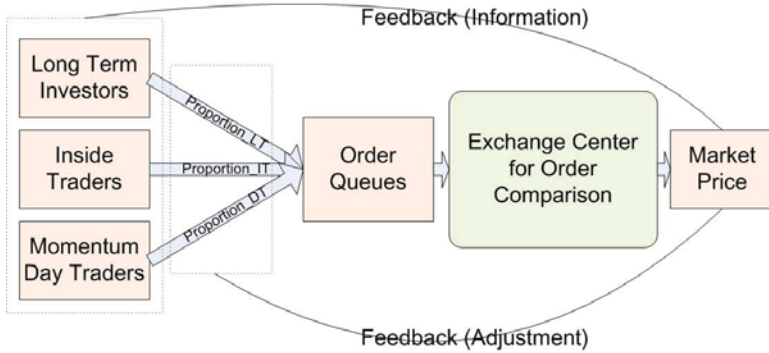 Feedback (Information)
Long Term
Investors
Proportion_LT
Inside
Traders
Proportion_IT
Momentum
Day Traders
Proportion_DT
Order
Queues
Exchange Center
for Order
Comparison
Market
Price
Feedback (Adjustment)